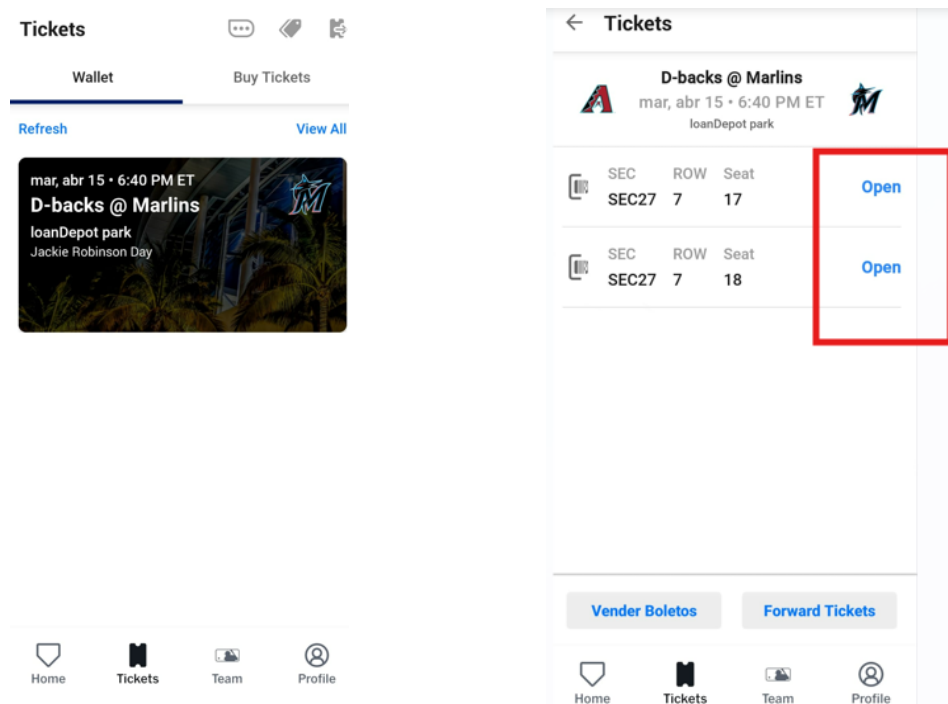 Tickets
Wallet Buy Tickets
Refresh View All
mar, abr 15 • 6:40 PM ET
D-backs @ Marlins
loanDepot park
Jackie Robinson Day
Home Tickets Team Profile
Tickets
D-backs @ Marlins
mar, abr 15 • 6:40 PM ET
loanDepot park
SEC ROW Seat
SEC27 7 17
Open
SEC ROW Seat
SEC27 7 18
Open
Vender Boletos Forward Tickets
Home Tickets Team Profile